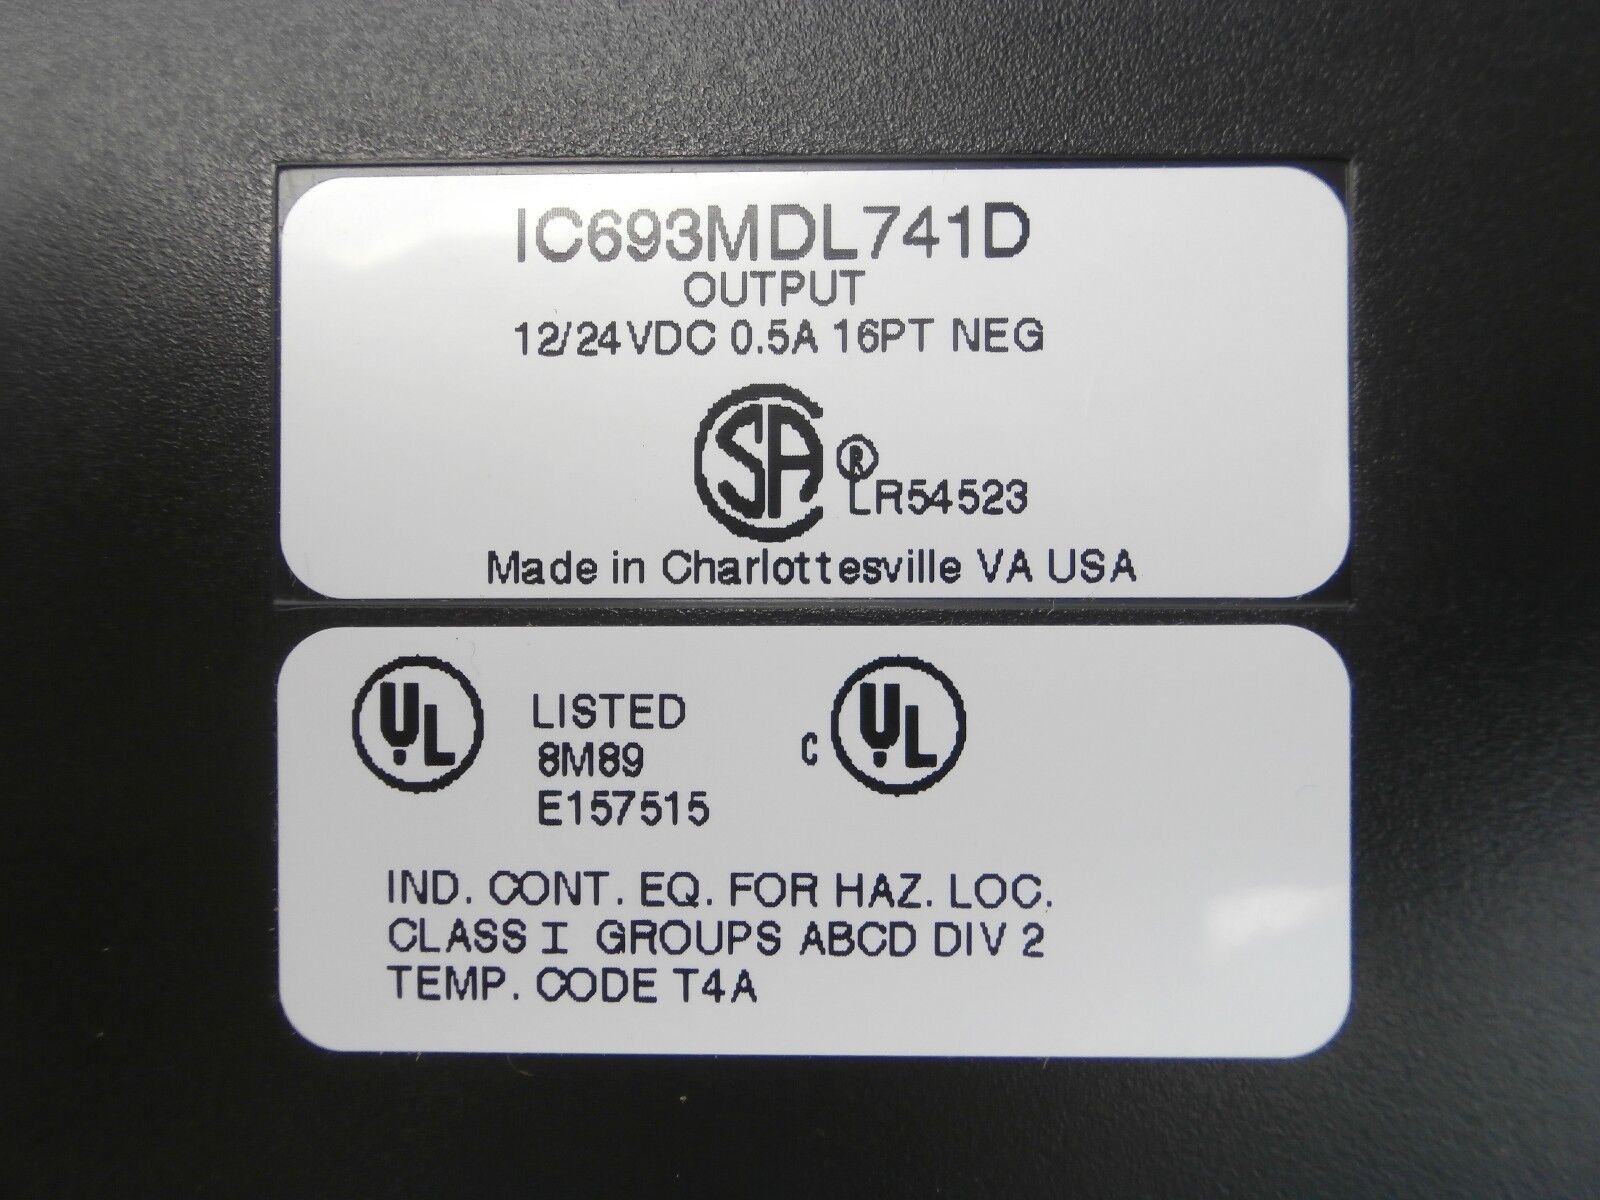 IC693MDL741D
OUTPUT
12/24VDC 0.5A 16PT NEG
CSA ® LR54523
Made in Charlottesville VA USA
UL LISTED C UL
8M89
E157515
IND. CONT. EQ. FOR HAZ. LOC.
CLASS I GROUPS ABCD DIV 2
TEMP. CODE T4A